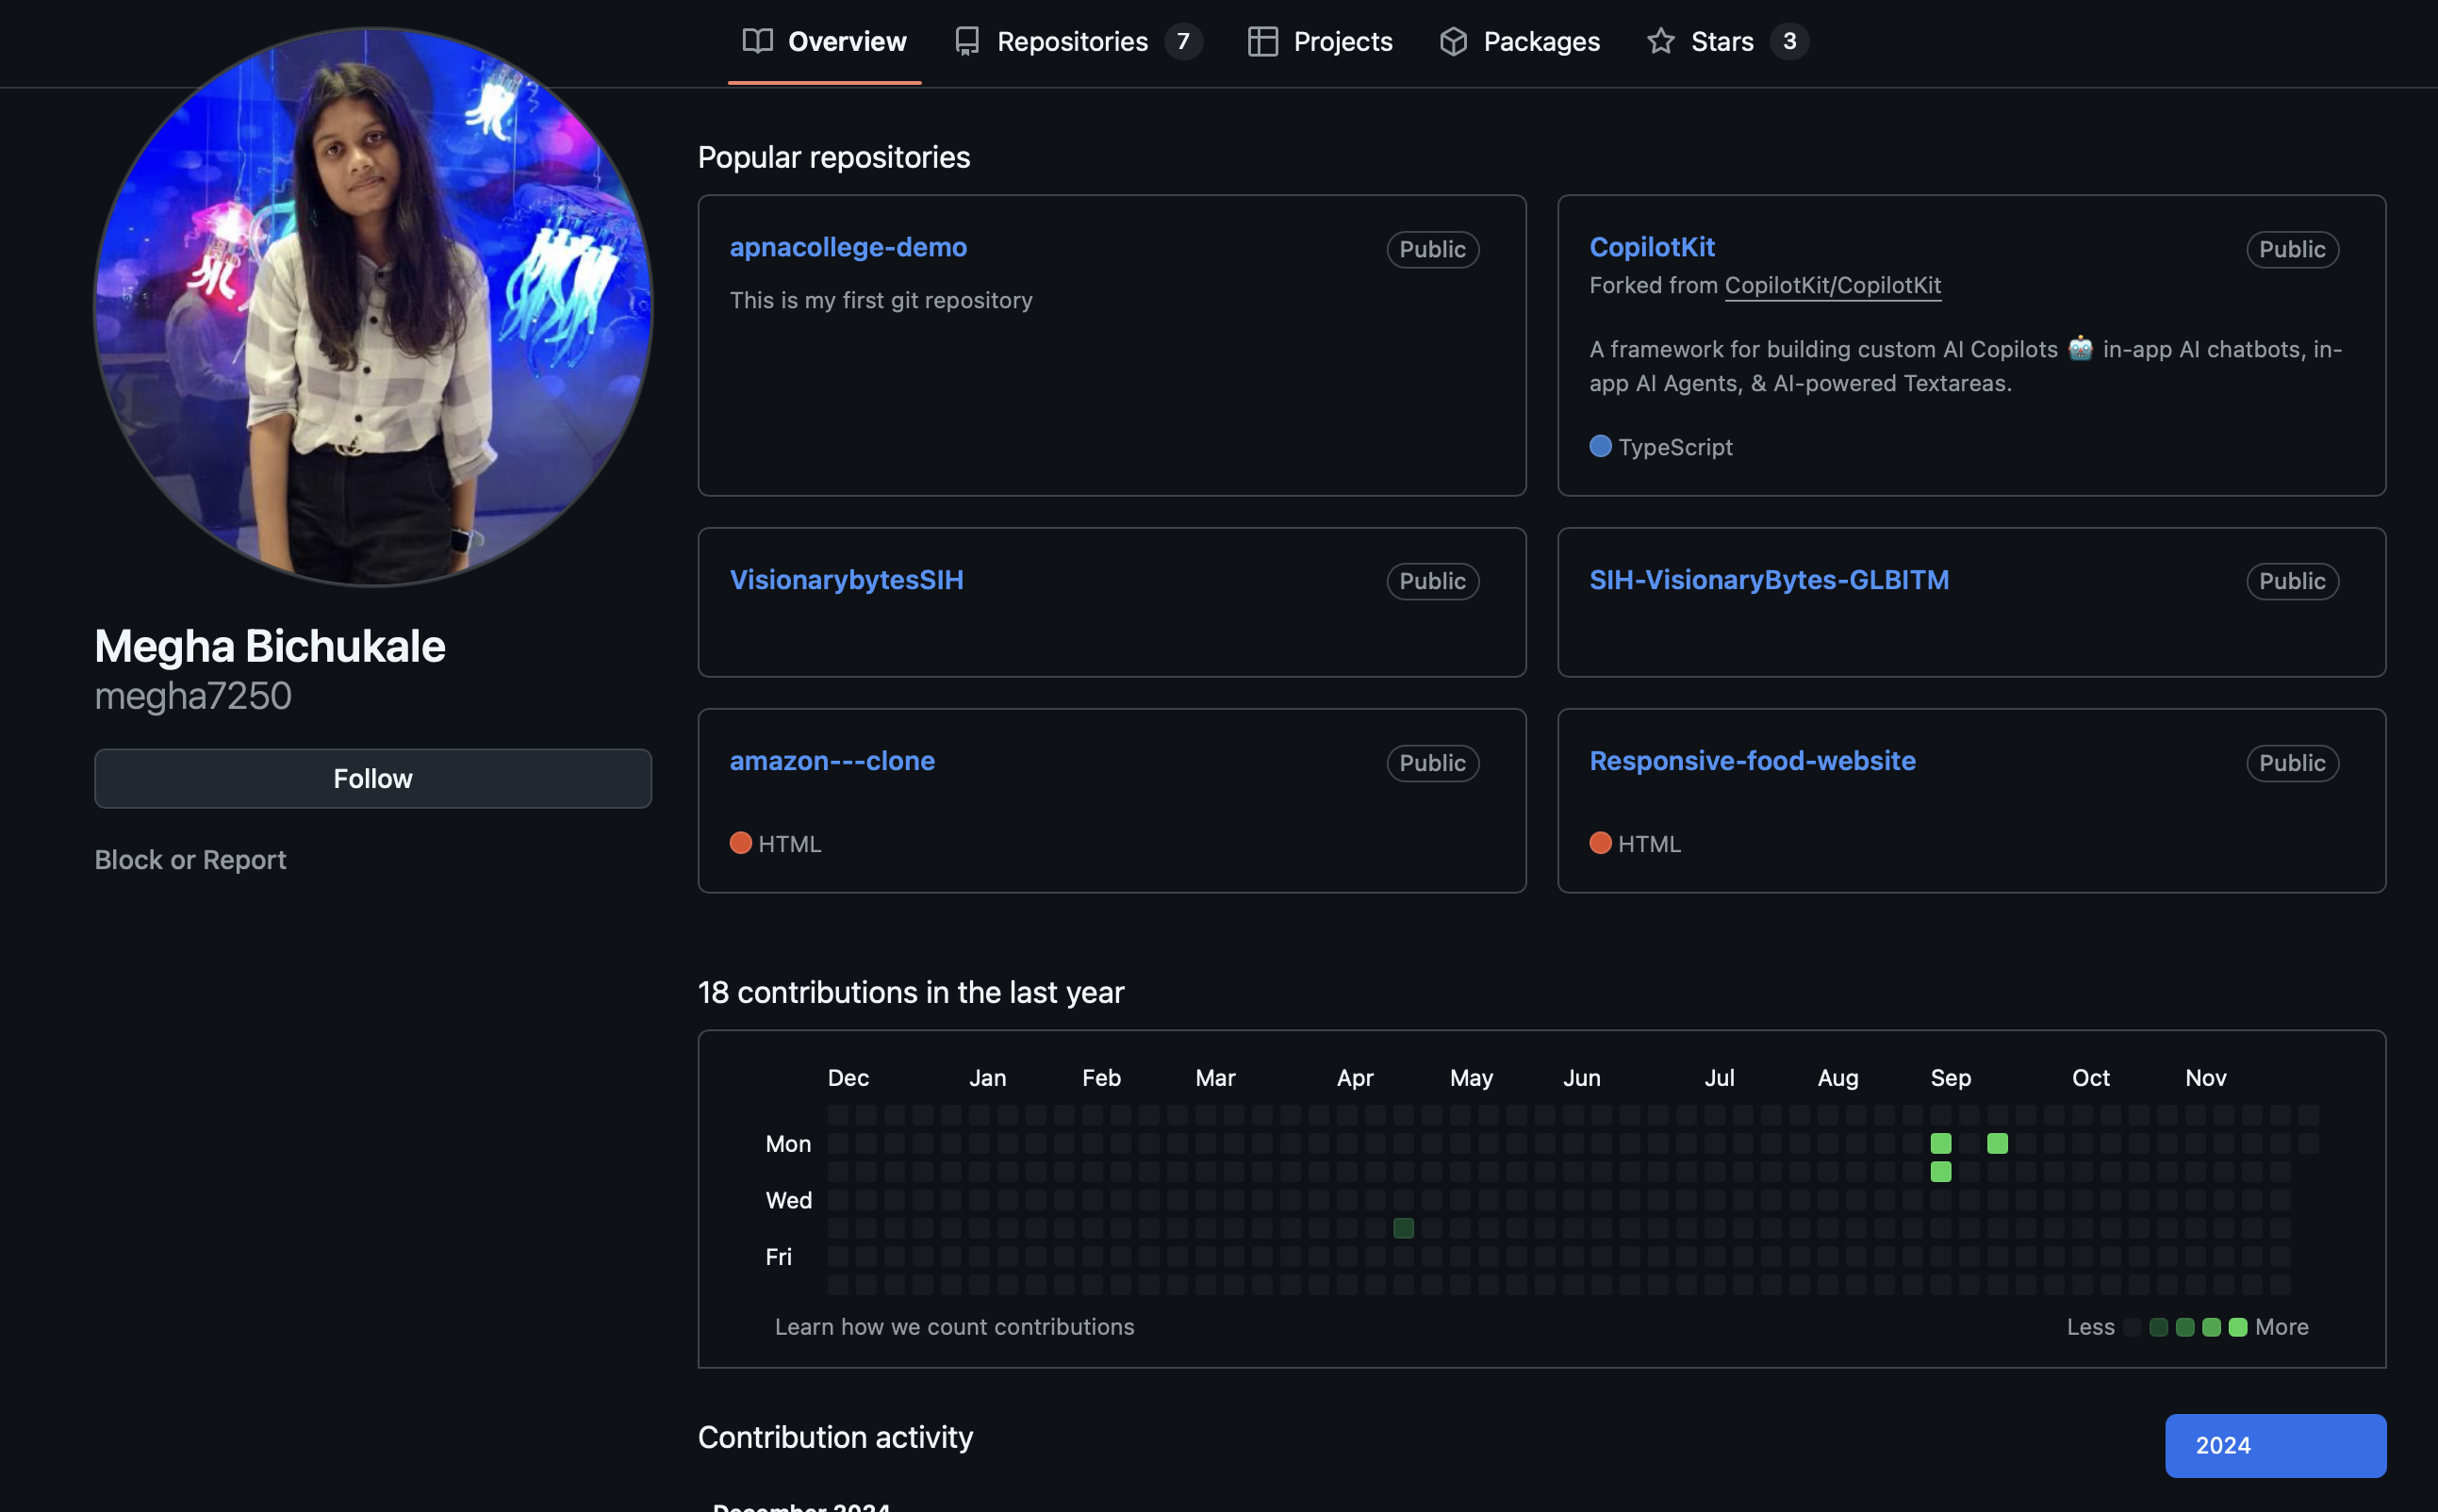 Overview
Repositories 7
Projects
Packages
Stars 3
Megha Bichukale
megha7250
Follow
Block or Report
Popular repositories
apnacollege-demo
Public
This is my first git repository
CopilotKit
Public
Forked from CopilotKit/CopilotKit
A framework for building custom AI Copilots 🤖 in-app AI chatbots, in-
app AI Agents, & AI-powered Textareas.
TypeScript
VisionarybytesSIH
Public
SIH-VisionaryBytes-GLBITM
Public
amazon---clone
Public
HTML
Responsive-food-website
Public
HTML
18 contributions in the last year
Dec Jan Feb Mar Apr May Jun Jul Aug Sep Oct Nov
Mon
Wed
Fri
Learn how we count contributions
Less More
Contribution activity
2024
December 2024